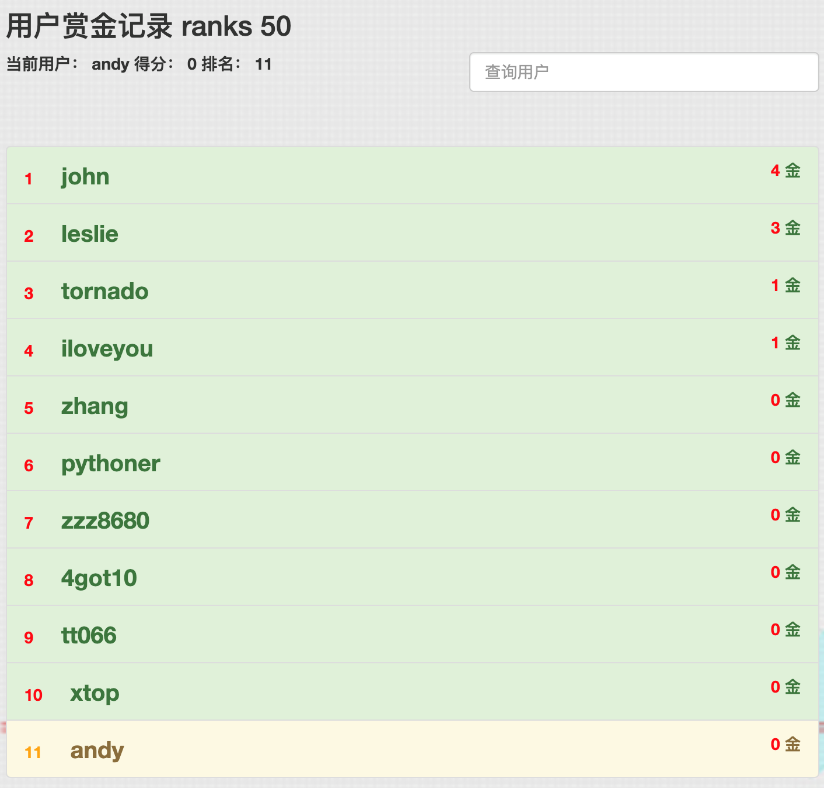 用户赏金记录 ranks 50
当前用户： andy 得分： 0 排名： 11
查询用户
1 john 4 金
2 leslie 3 金
3 tornado 1 金
4 iloveyou 1 金
5 zhang 0 金
6 pythoner 0 金
7 zzz8680 0 金
8 4got10 0 金
9 tt066 0 金
10 xtop 0 金
11 andy 0 金